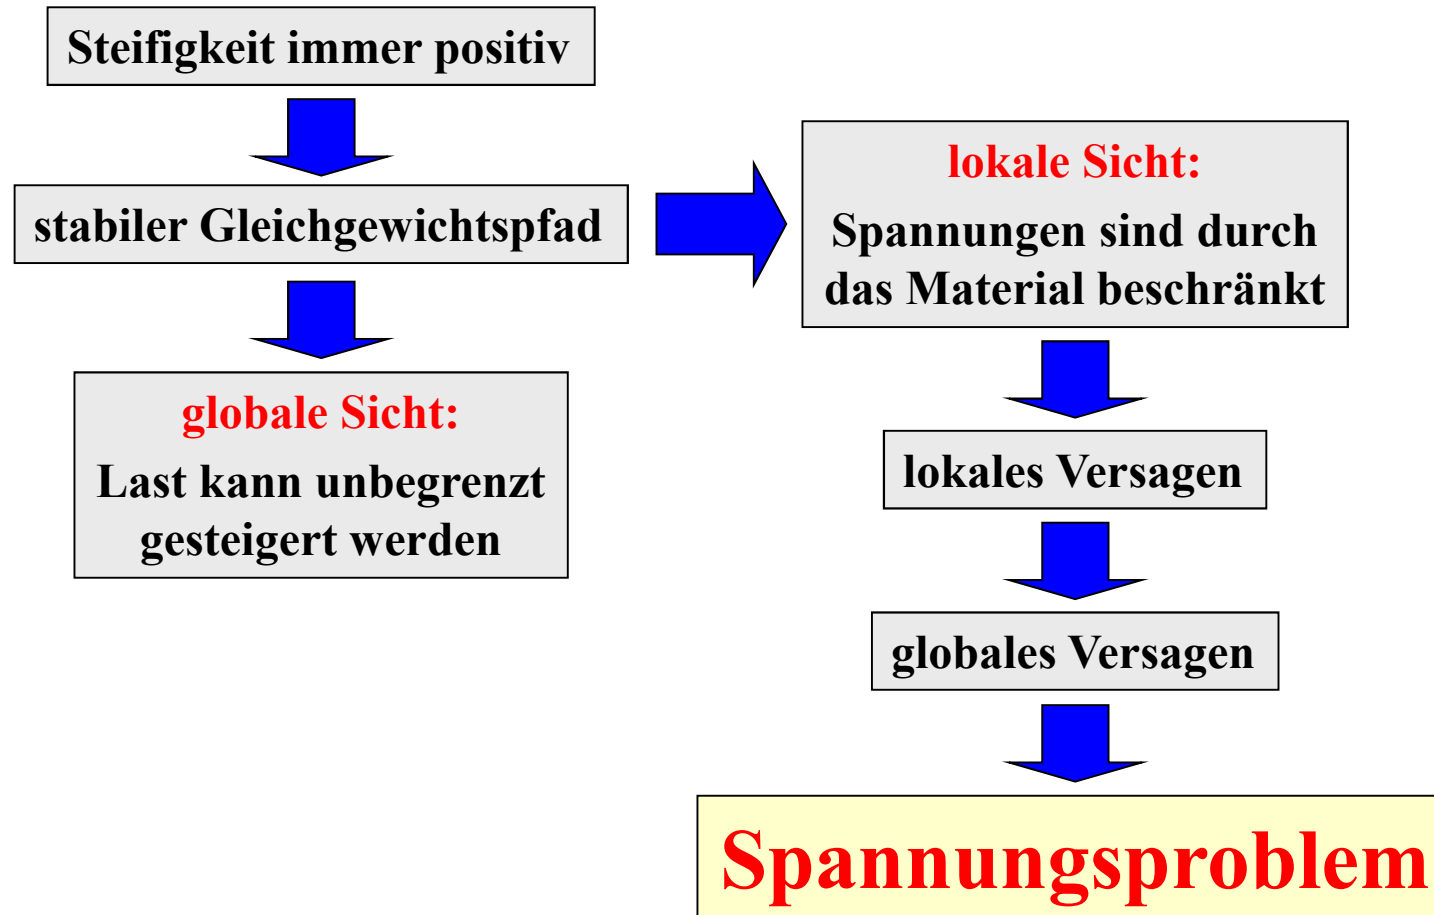 Steifigkeit immer positiv
stabiler Gleichgewichtspfad
globale Sicht:
Last kann unbegrenzt
gesteigert werden
lokale Sicht:
Spannungen sind durch
das Material beschränkt
lokales Versagen
globales Versagen
Spannungsproblem